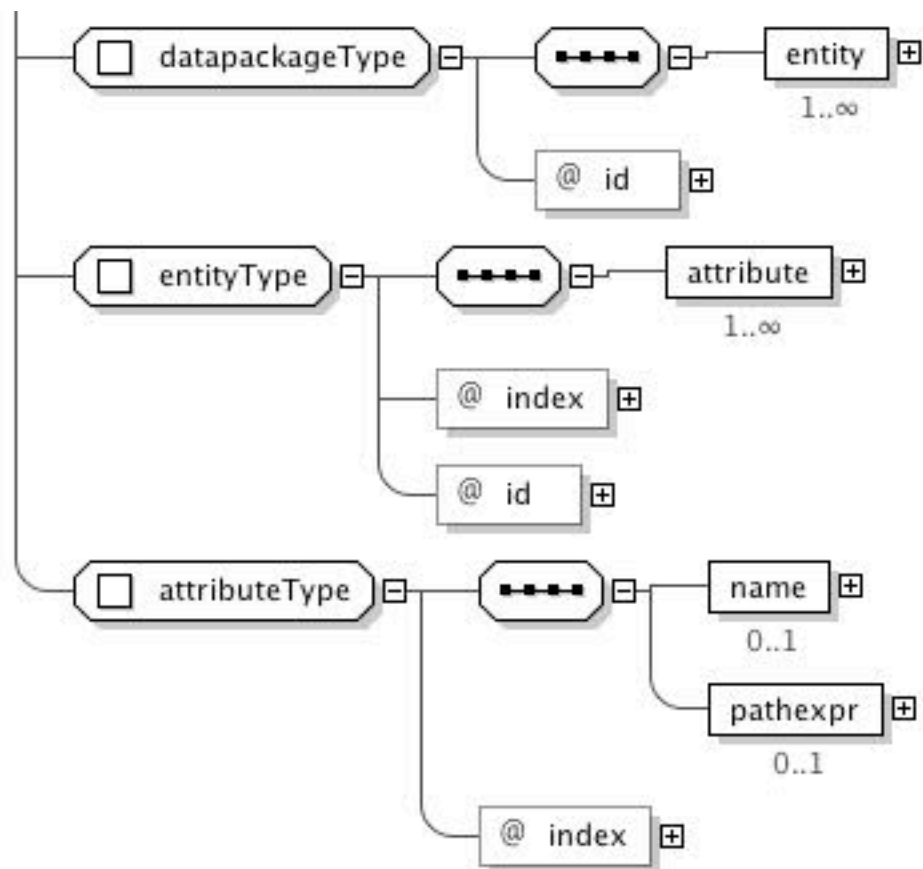 datapackageType
entity
1..∞
@ id
entityType
attribute
1..∞
@ index
@ id
attributeType
name
0..1
pathexpr
0..1
@ index